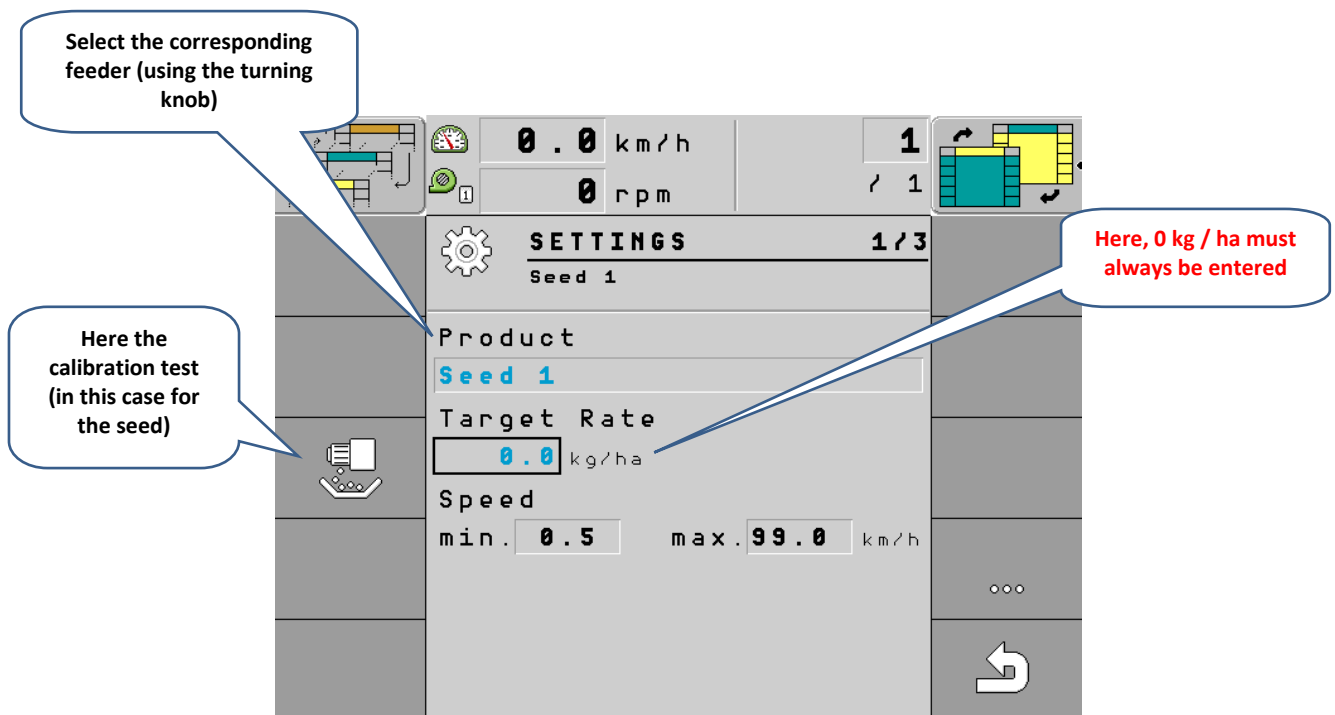 Select the corresponding
feeder (using the turning
knob)
0.0 km/h
1
1
0 rpm
/ 1
SETTINGS 1/3
Seed 1
Here, 0 kg / ha must
always be entered
Here the
calibration test
(in this case for
the seed)
Product
Seed 1
Target Rate
0.0 kg/ha
Speed
min. 0.5 max. 99.0 km/h